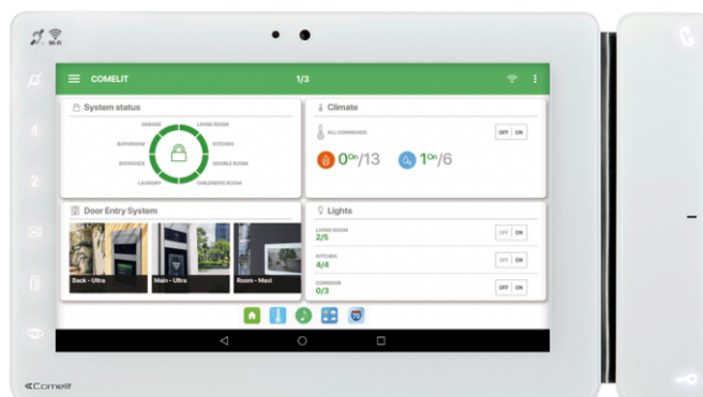 Wi-Fi
COMELIT
1/3
System status
GARAGE
LIVING ROOM
BATHROOM
KITCHEN
ENTRANCE
DOUBLE ROOM
LAUNDRY
CHILDREN'S ROOM
Climate
ALL COMMANDS
OFF ON
0On/13
1On/6
1
2
Door Entry System
Back - Ultra
Main - Ultra
Room - Maxi
Lights
LIVING ROOM
2/5
OFF ON
KITCHEN
4/4
OFF ON
CORRIDOR
0/3
OFF ON
70
Comelit